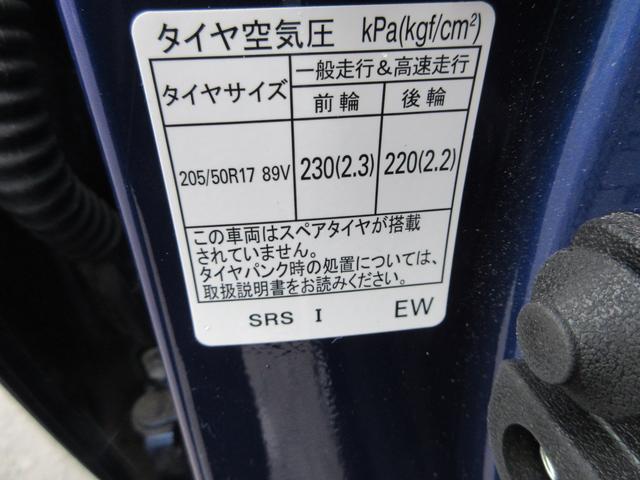 タイヤ空気圧 kPa(kgf/cm²)
タイヤサイズ 一般走行&高速走行
前輪 後輪
205/50R17 89V 230(2.3) 220(2.2)
この車両はスペアタイヤが搭載
されていません。
タイヤパンク時の処置については、
取扱説明書をお読みください。
SRS I EW